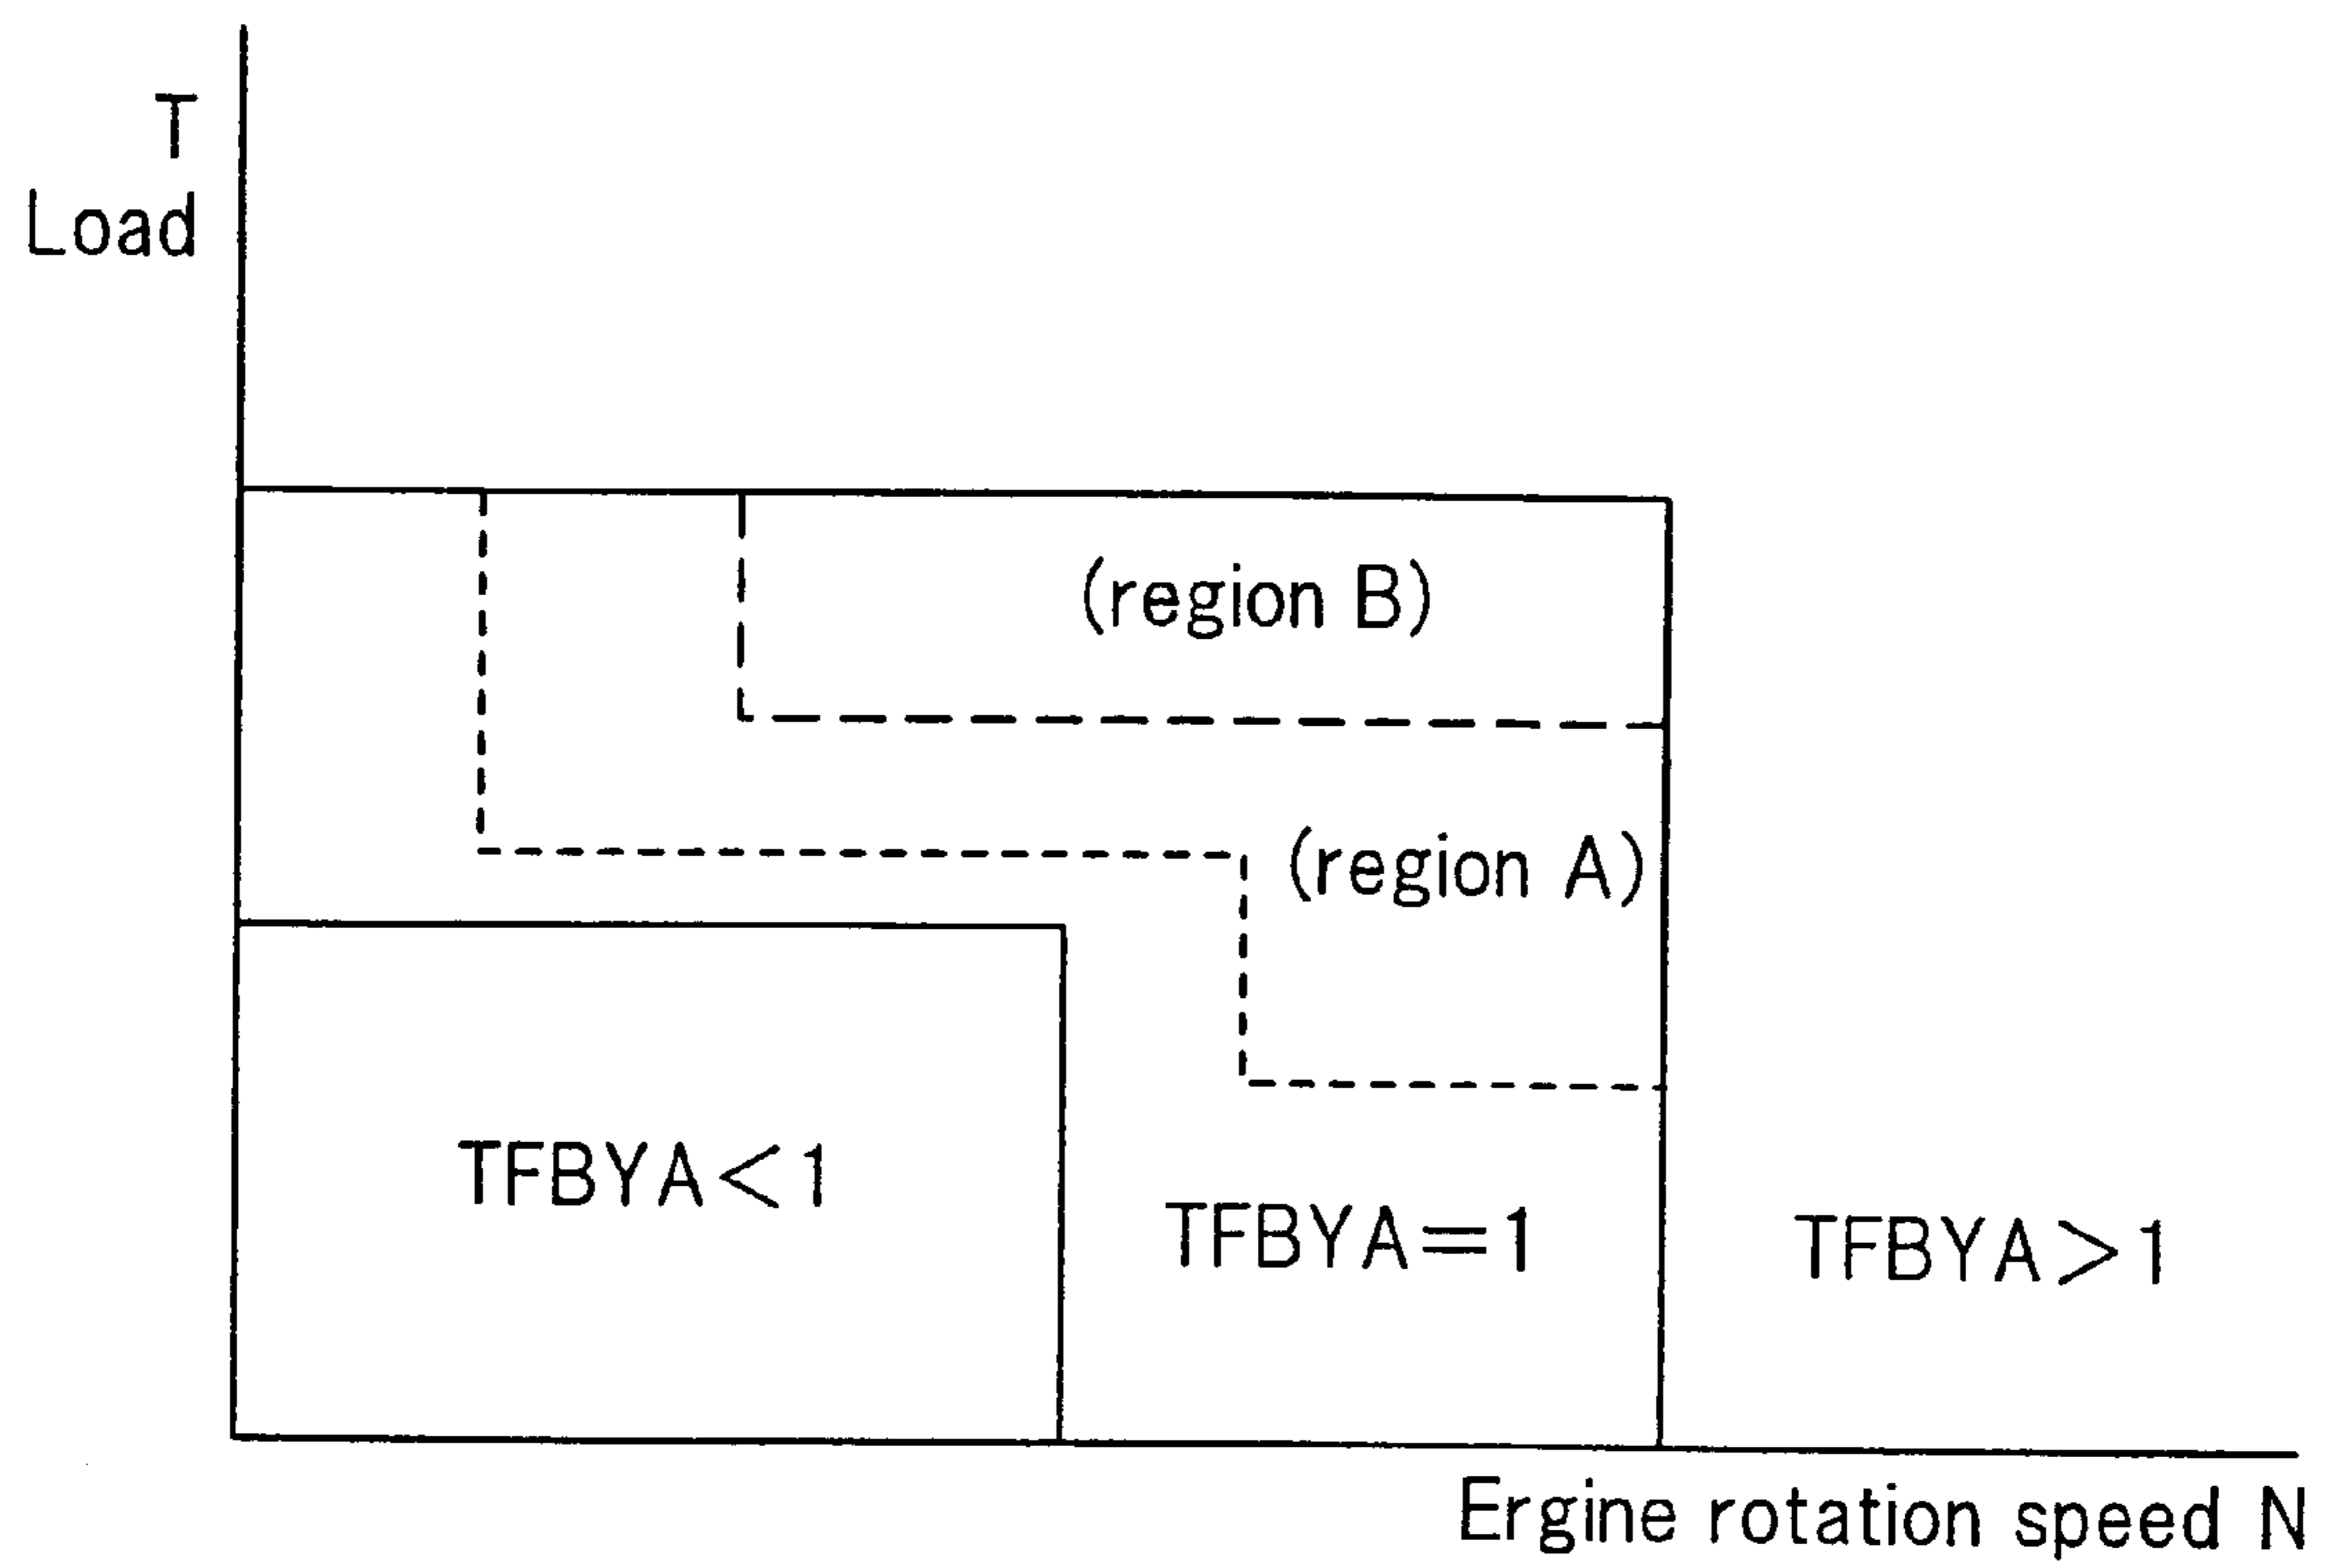 T
Load
(region B)
(region A)
TFBYA<1
TFBYA=1
TFBYA>1
Ergine rotation speed N